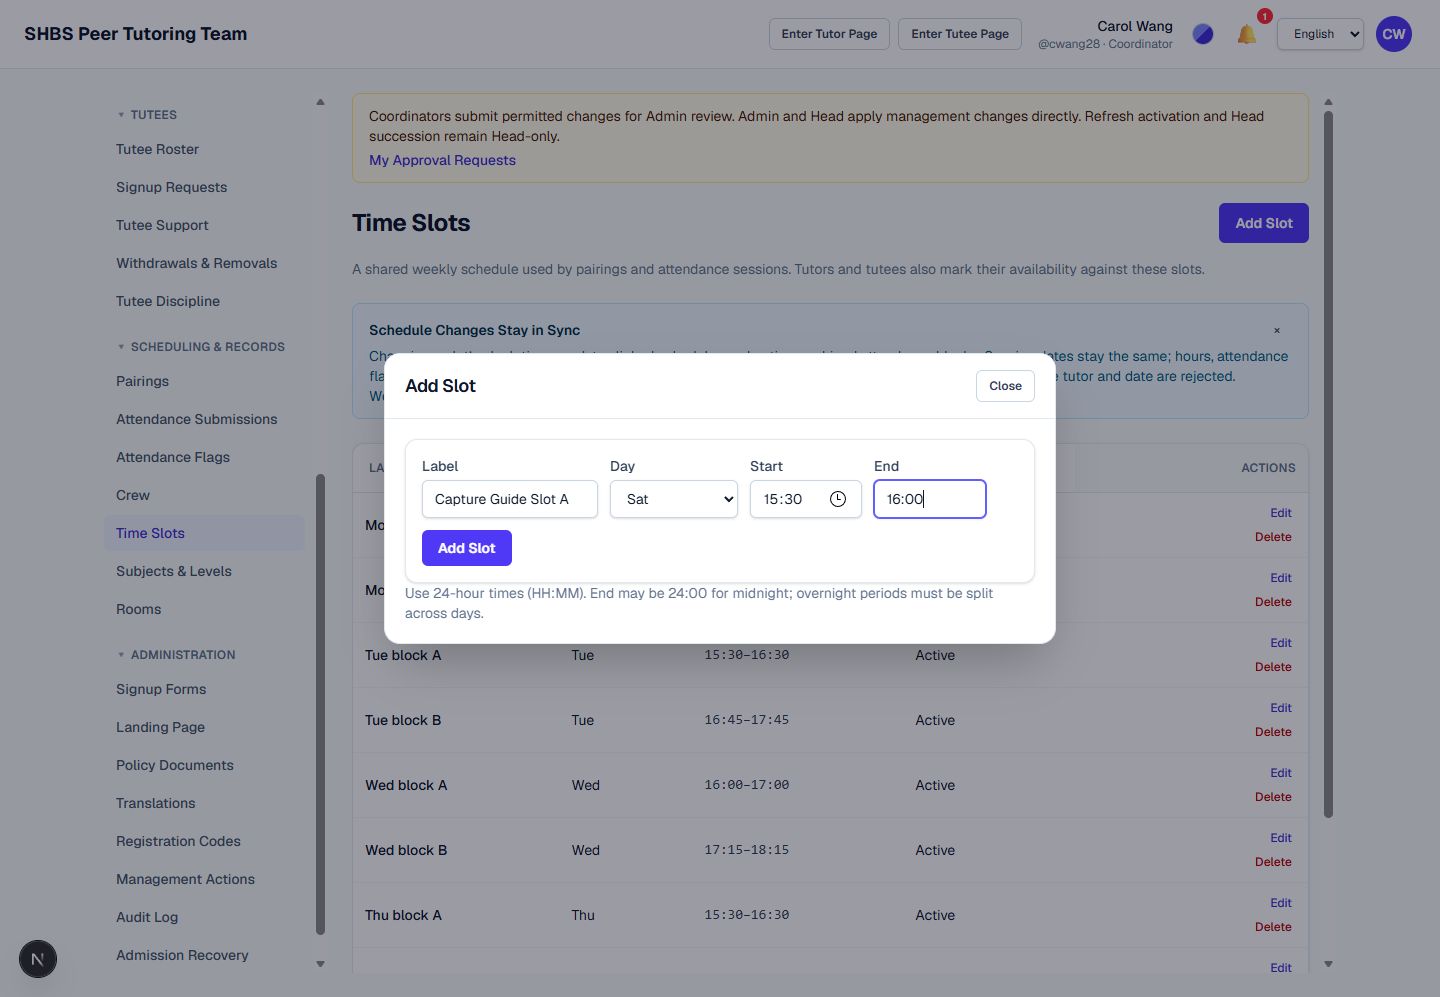 SHBS Peer Tutoring Team
Enter Tutor Page
Enter Tutee Page
Carol Wang
@cwang28 · Coordinator
1
English
CW
TUTEES
Tutee Roster
Signup Requests
Tutee Support
Withdrawals & Removals
Tutee Discipline
SCHEDULING & RECORDS
Pairings
Attendance Submissions
Attendance Flags
Crew
Time Slots
Subjects & Levels
Rooms
ADMINISTRATION
Signup Forms
Landing Page
Policy Documents
Translations
Registration Codes
Management Actions
Audit Log
Admission Recovery
N
Coordinators submit permitted changes for Admin review. Admin and Head apply management changes directly. Refresh activation and Head
succession remain Head-only.
My Approval Requests
Time Slots
Add Slot
A shared weekly schedule used by pairings and attendance sessions. Tutors and tutees also mark their availability against these slots.
Schedule Changes Stay in Sync
×
stay the same; hours, attendance
tutor and date are rejected.
Add Slot
Close
Label
Day
Start
End
Capture Guide Slot A
Sat
15:30
16:00
Add Slot
Use 24-hour times (HH:MM). End may be 24:00 for midnight; overnight periods must be split
across days.
ACTIONS
Edit
Delete
Edit
Delete
Tue block A
Tue
15:30–16:30
Active
Edit
Delete
Tue block B
Tue
16:45–17:45
Active
Edit
Delete
Wed block A
Wed
16:00–17:00
Active
Edit
Delete
Wed block B
Wed
17:15–18:15
Active
Edit
Delete
Thu block A
Thu
15:30–16:30
Active
Edit
Delete
Edit